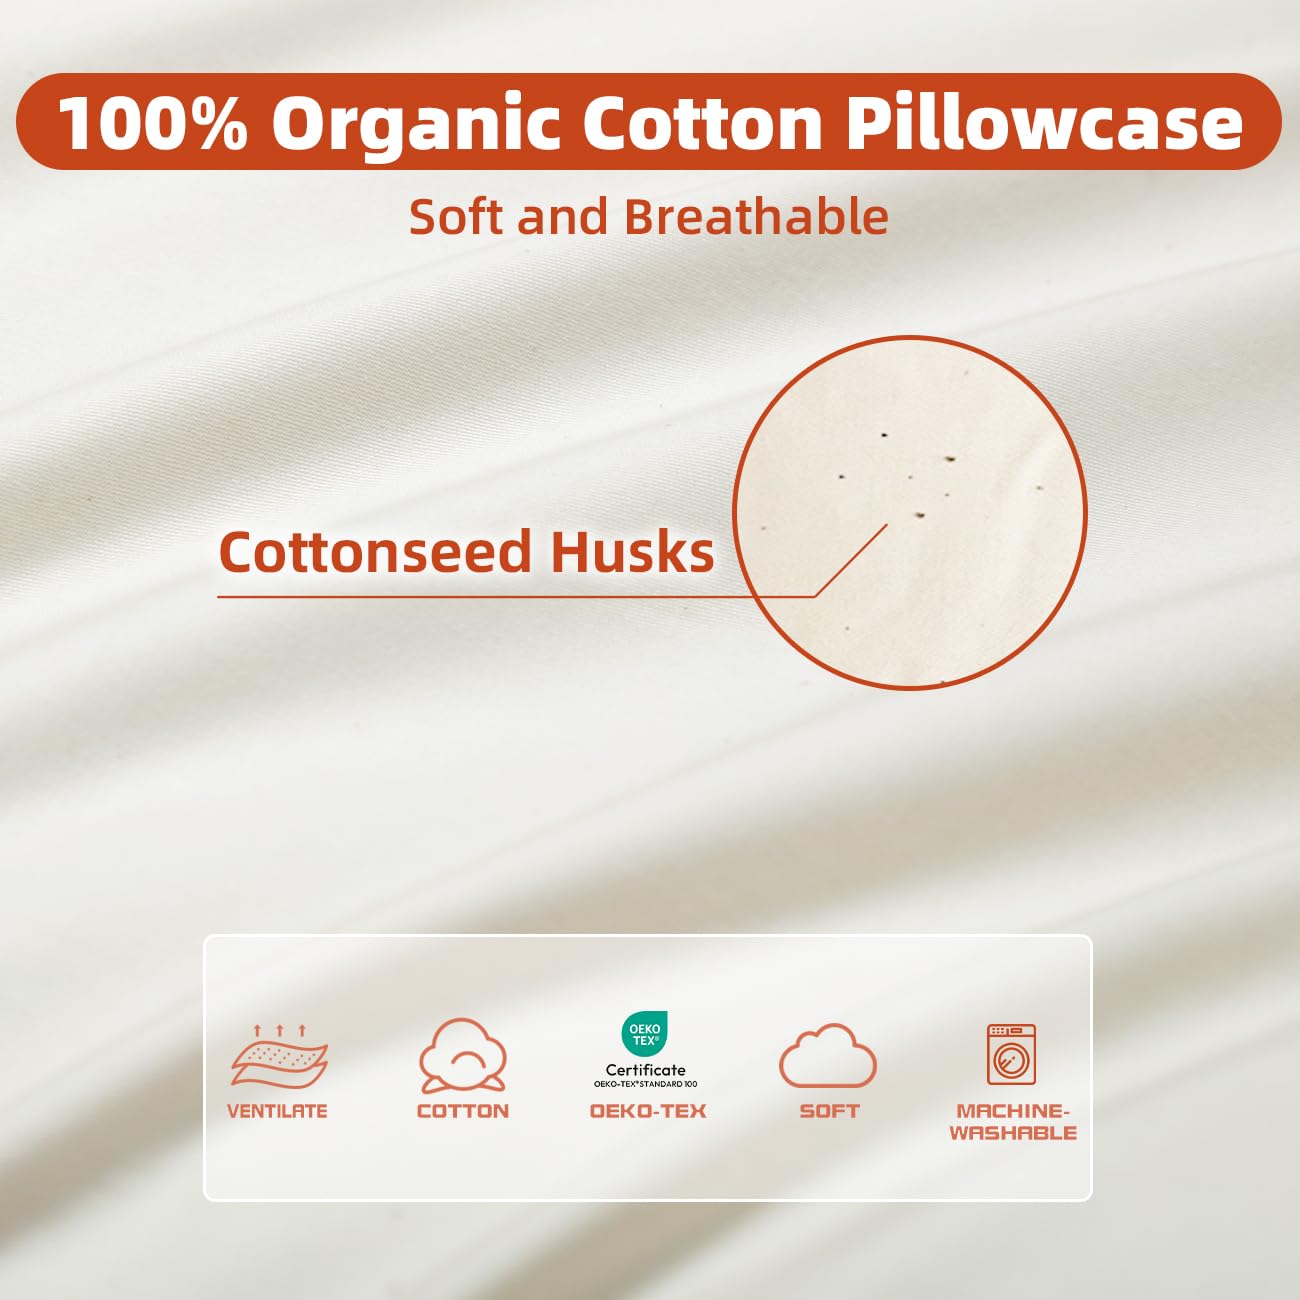 100% Organic Cotton Pillowcase
Soft and Breathable
Cottonseed Husks
OEKO
TEX®
Certificate
OEKO-TEX® STANDARD 100
VENTILATE
COTTON
OEKO-TEX
SOFT
MACHINE-
WASHABLE